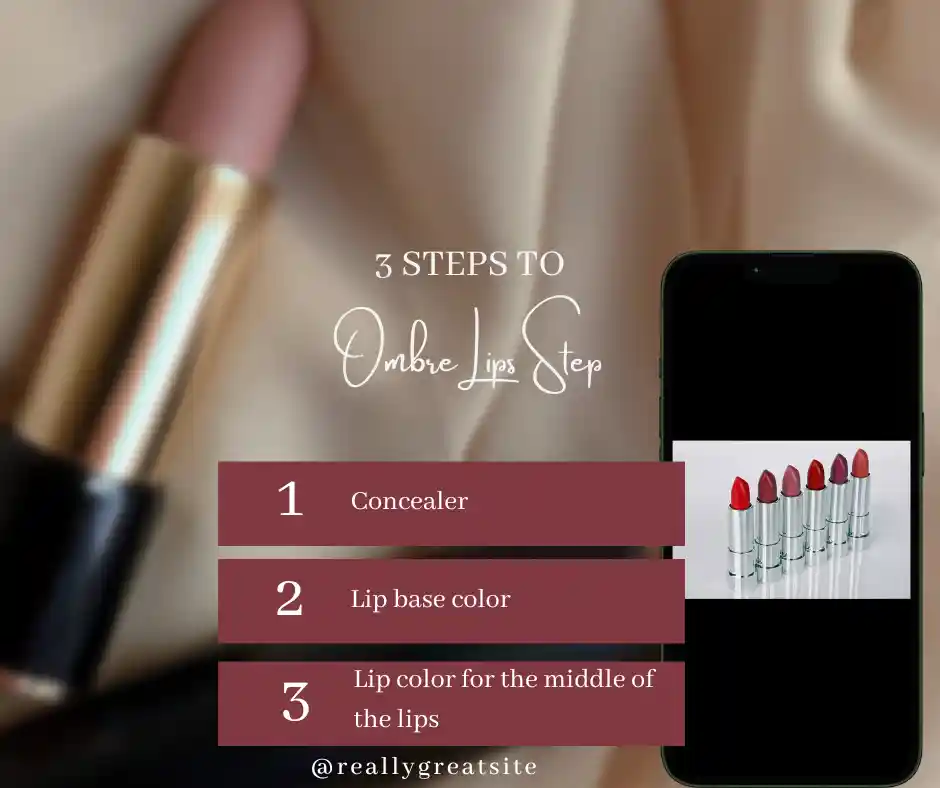 3 STEPS TO
Ombre Lips Step
1 Concealer
2 Lip base color
3 Lip color for the middle of
the lips
@reallygreatsite